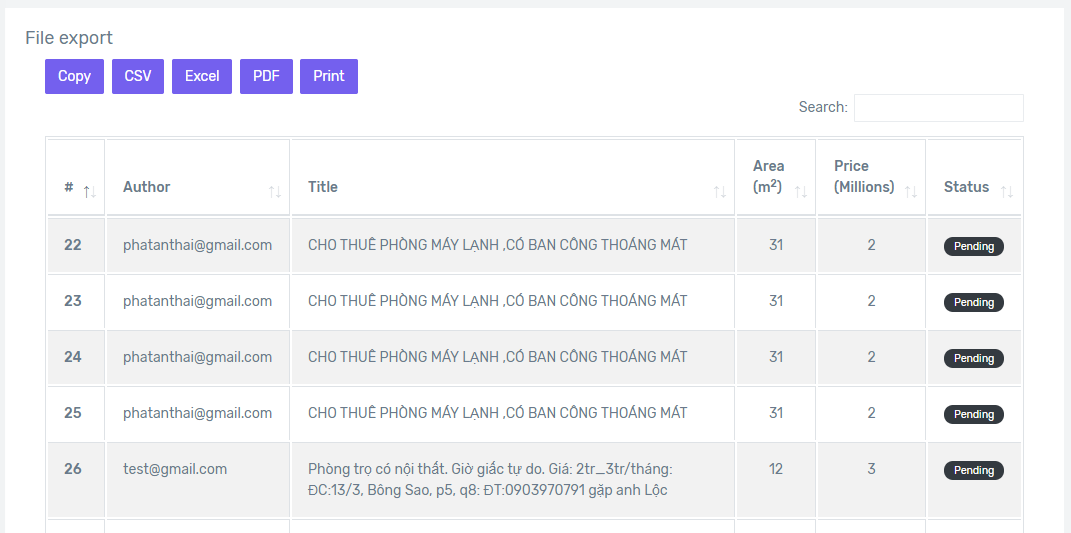 File export
Copy CSV Excel PDF Print
Search:
# Author Title Area (m²) Price (Millions) Status
22 phatanthai@gmail.com CHO THUÊ PHÒNG MÁY LẠNH ,CÓ BAN CÔNG THOÁNG MÁT 31 2 Pending
23 phatanthai@gmail.com CHO THUÊ PHÒNG MÁY LẠNH ,CÓ BAN CÔNG THOÁNG MÁT 31 2 Pending
24 phatanthai@gmail.com CHO THUÊ PHÒNG MÁY LẠNH ,CÓ BAN CÔNG THOÁNG MÁT 31 2 Pending
25 phatanthai@gmail.com CHO THUÊ PHÒNG MÁY LẠNH ,CÓ BAN CÔNG THOÁNG MÁT 31 2 Pending
26 test@gmail.com Phòng trọ có nội thất. Giờ giấc tự do. Giá: 2tr_3tr/tháng: 12 3 Pending
ĐC:13/3, Bông Sao, p5, q8: ĐT:0903970791 gặp anh Lộc